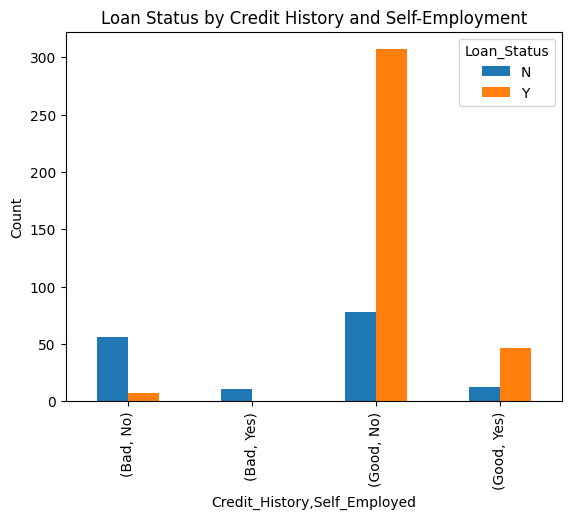 Loan Status by Credit History and Self-Employment
Loan_Status
N
Y
Count
300
250
200
150
100
50
0
(Bad, No)
(Bad, Yes)
(Good, No)
(Good, Yes)
Credit_History,Self_Employed